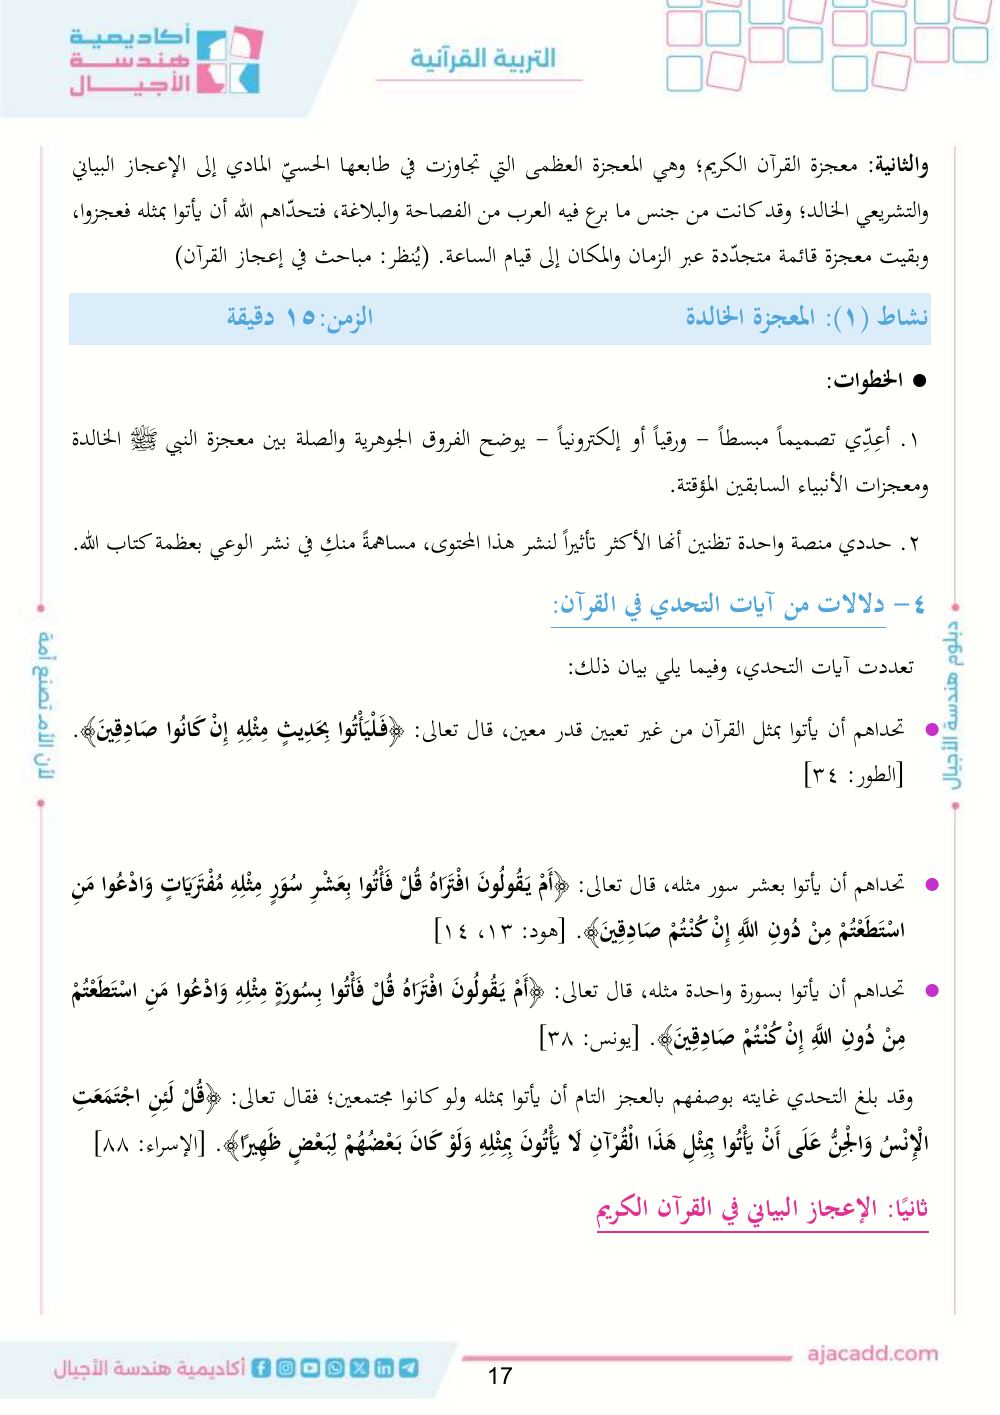 أكاديمية
هندسة
الأجيال
التربية القرآنية
والثانية: معجزة القرآن الكريم؛ وهي المعجزة العظمى التي تجاوزت في طابعها الحسيّ المادي إلى الإعجاز البياني
والتشريعي الخالد؛ وقد كانت من جنس ما برع فيه العرب من الفصاحة والبلاغة، فتحدّاهم الله أن يأتوا بمثله فعجزوا،
وبقيت معجزة قائمة متجدّدة عبر الزمان والمكان إلى قيام الساعة. (يُنظر: مباحث في إعجاز القرآن)
نشاط (١): المعجزة الخالدة الزمن:١٥ دقيقة
● الخطوات:
١. أعِدِّي تصميماً مبسطاً – ورقياً أو إلكترونياً – يوضح الفروق الجوهرية والصلة بين معجزة النبي ﷺ الخالدة
ومعجزات الأنبياء السابقين المؤقتة.
٢. حددي منصة واحدة تظنين أنها الأكثر تأثيراً لنشر هذا المحتوى، مساهمةً منكِ في نشر الوعي بعظمة كتاب الله.
٤– دلالات من آيات التحدي في القرآن:
تعددت آيات التحدي، وفيما يلي بيان ذلك:
● تحداهم أن يأتوا بمثل القرآن من غير تعيين قدر معين، قال تعالى: ﴿فَلْيَأْتُوا بِحَدِيثٍ مِثْلِهِ إِنْ كَانُوا صَادِقِينَ﴾.
[الطور: ٣٤]
● تحداهم أن يأتوا بعشر سور مثله، قال تعالى: ﴿أَمْ يَقُولُونَ افْتَرَاهُ قُلْ فَأْتُوا بِعَشْرِ سُوَرٍ مِثْلِهِ مُفْتَرَيَاتٍ وَادْعُوا مَنِ
اسْتَطَعْتُمْ مِنْ دُونِ اللَّهِ إِنْ كُنْتُمْ صَادِقِينَ﴾. [هود: ١٣، ١٤]
● تحداهم أن يأتوا بسورة واحدة مثله، قال تعالى: ﴿أَمْ يَقُولُونَ افْتَرَاهُ قُلْ فَأْتُوا بِسُورَةٍ مِثْلِهِ وَادْعُوا مَنِ اسْتَطَعْتُمْ
مِنْ دُونِ اللَّهِ إِنْ كُنْتُمْ صَادِقِينَ﴾. [يونس: ٣٨]
وقد بلغ التحدي غايته بوصفهم بالعجز التام أن يأتوا بمثله ولو كانوا مجتمعين؛ فقال تعالى: ﴿قُلْ لَئِنِ اجْتَمَعَتِ
الْإِنْسُ وَالْجِنُّ عَلَى أَنْ يَأْتُوا بِمِثْلِ هَذَا الْقُرْآنِ لَا يَأْتُونَ بِمِثْلِهِ وَلَوْ كَانَ بَعْضُهُمْ لِبَعْضٍ ظَهِيرًا﴾. [الإسراء: ٨٨]
ثانيًا: الإعجاز البياني في القرآن الكريم
دبلوم هندسة الأجيال
لأن الأم تصنع أمة
أكاديمية هندسة الأجيال
17
ajacadd.com